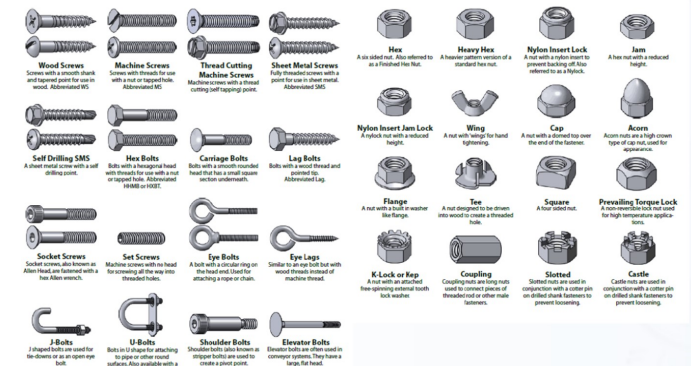 Wood Screws
Screws with a smooth shank
and tapered point for use in
wood. Abbreviated WS
Machine Screws
Screws with threads for use
with a nut or tapped hole.
Abbreviated MS
Thread Cutting
Machine Screws
Machine screws with a thread
cutting (self tapping) point.
Sheet Metal Screws
Fully threaded screws with a
point for use in sheet metal.
Abbreviated SMS
Self Drilling SMS
A sheet metal screw with a self
drilling point.
Hex Bolts
Bolts with a hexagonal head
with threads for use with a nut
or tapped hole. Abbreviated
HHMB or HXBT.
Carriage Bolts
Bolts with a smooth rounded
head that has a small square
section underneath.
Lag Bolts
Bolts with a wood thread and
pointed tip.
Abbreviated Lag.
Socket Screws
Socket screws, also known as
Allen Head, are fastened with a
hex Allen wrench.
Set Screws
Machine screws with no head
for screwing all the way into
threaded holes.
Eye Bolts
A bolt with a circular ring on
the head end. Used for
attaching a rope or chain.
Eye Lags
Similar to an eye bolt but with
wood threads instead of
machine thread.
J-Bolts
J shaped bolts are used for
tie-downs or as an open eye
bolt.
U-Bolts
Bolts in U shape for attaching
to pipe or other round
surfaces. Also available with a
Shoulder Bolts
Shoulder bolts (also known as
stripper bolts) are used to
create a pivot point.
Elevator Bolts
Elevator bolts are often used in
conveyor systems. They have a
large, flat head.
Hex
A six sided nut. Also referred to
as a Finished Hex Nut.
Heavy Hex
A heavier pattern version of a
standard hex nut.
Nylon Insert Lock
A nut with a nylon insert to
prevent backing off. Also
referred to as a Nylock.
Jam
A hex nut with a reduced
height.
Nylon Insert Jam Lock
A nylock nut with a reduced
height.
Wing
A nut with 'wings' for hand
tightening.
Cap
A nut with a domed top over
the end of the fastener.
Acorn
Acorn nuts are a high crown
type of cap nut, used for
appearance.
Flange
A nut with a built in washer
like flange.
Tee
A nut designed to be driven
into wood to create a threaded
hole.
Square
A four sided nut.
Prevailing Torque Lock
A non-reversible lock nut used
for high temperature applica-
tions.
K-Lock or Kep
A nut with an attached
free-spinning external tooth
lock washes
Coupling
Coupling nuts are long nuts
used to connect pieces of
threaded rod or other male
fasteners.
Slotted
Slotted nuts are used in
conjunction with a cotter pin
on drilled shank fasteners to
prevent loosening.
Castle
Castle nuts are used in
conjunction with a cotter pin
on drilled shank fasteners to
prevent loosening.